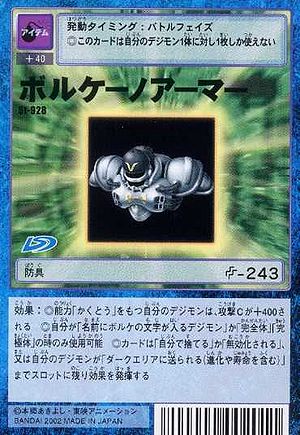 アイテム
+40
発動タイミング：バトルフェイズ
◎このカードは自分のデジモン1体に対し1枚しか使えない
ボルケーノアーマー
St-928
防具
-243
効果：◎能力「かくとう」をもつ自分のデジモンは、攻撃Cが+400さ
れる◎自分が「名前にボルケの文字が入るデジモン」か「完全体」「究
極体」の時のみ使用可能 ◎カードは「自分で捨てる」か「無効化される」、
又は自分のデジモンが「ダークエリアに送られる（進化や寿命を含む）」
までスロットに残り効果を発揮する
©本郷あきよし・東映アニメーション
BANDAI 2002 MADE IN JAPAN